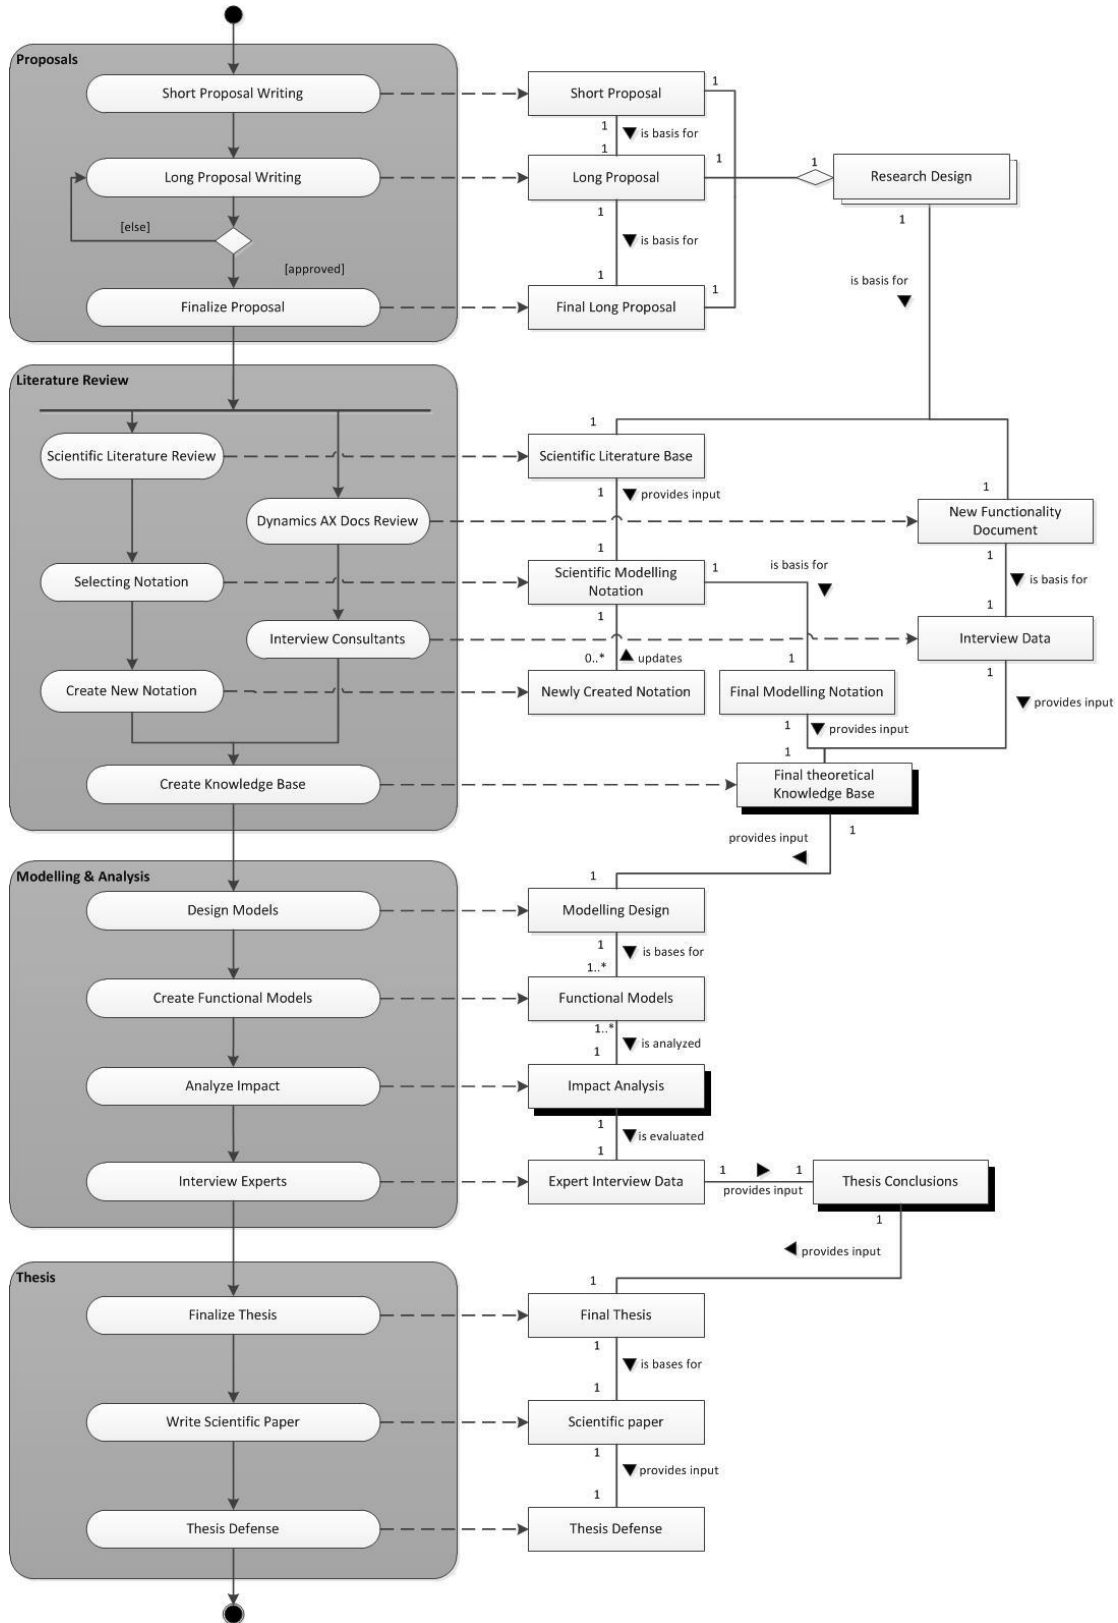 Proposals
Short Proposal Writing
Short Proposal
1
1
is basis for
1
Long Proposal Writing
Long Proposal
1
1
Research Design
[else]
1
is basis for
1
is basis for
[approved]
1
1
Finalize Proposal
Final Long Proposal
Literature Review
1
Scientific Literature Review
Scientific Literature Base
1
provides input
1
1
Dynamics AX Docs Review
New Functionality
Document
1
1
Selecting Notation
Scientific Modelling
Notation
1
is basis for
is basis for
1
1
Interview Consultants
Interview Data
0..*
updates
1
1
Create New Notation
Newly Created Notation
Final Modelling Notation
provides input
1
provides input
1
Create Knowledge Base
Final theoretical
Knowledge Base
provides input
1
Modelling & Analysis
1
Design Models
Modelling Design
1
is bases for
1..*
Create Functional Models
Functional Models
1..*
is analyzed
1
Analyze Impact
Impact Analysis
1
is evaluated
1
Interview Experts
Expert Interview Data
1
1
provides input
Thesis Conclusions
1
provides input
Thesis
1
Finalize Thesis
Final Thesis
1
is bases for
1
Write Scientific Paper
Scientific paper
1
provides input
1
Thesis Defense
Thesis Defense